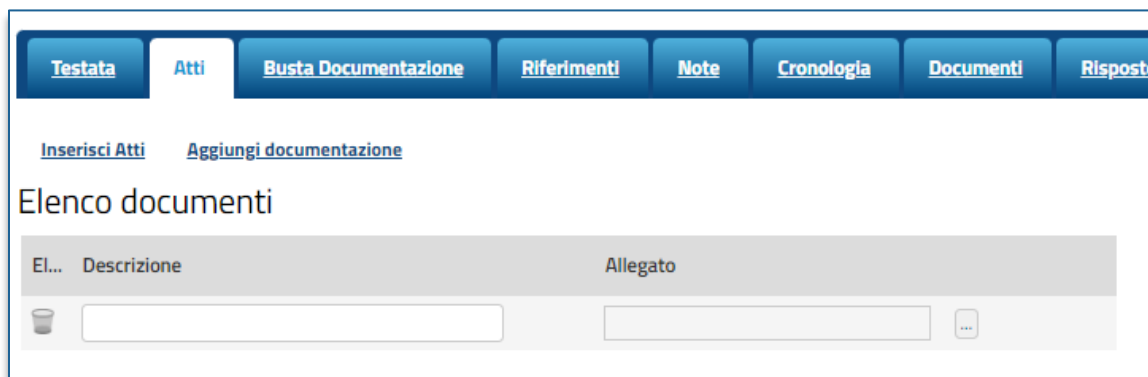 Testata Atti Busta Documentazione Riferimenti Note Cronologia Documenti
Inserisci Atti Aggiungi documentazione
Elenco documenti
El... Descrizione Allegato
...